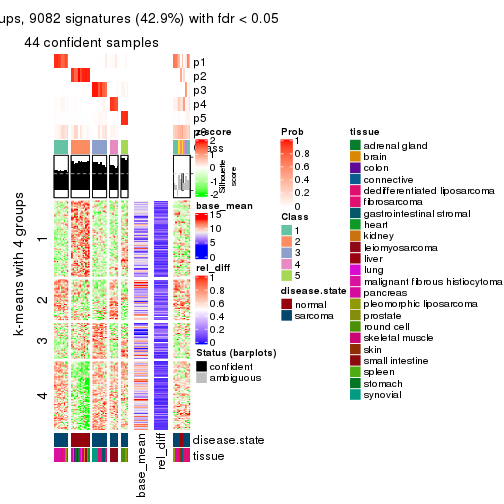 ups, 9082 signatures (42.9%) with fdr < 0.05
44 confident samples
p1
p2
p3
p4
p5
p6
Class
Silhouette
score
k-means with 4 groups
1
2
3
4
disease.state
tissue
base_mean
rel_diff
z-score
2
1
0
-1
-2
base_mean
15
10
5
0
rel_diff
1
0.8
0.6
0.4
0.2
0
Status (barplots)
confident
ambiguous
Prob
1
0.8
0.6
0.4
0.2
0
Class
1
2
3
4
5
disease.state
normal
sarcoma
tissue
adrenal gland
brain
colon
connective
dedifferentiated liposarcoma
fibrosarcoma
gastrointestinal stromal
heart
kidney
leiomyosarcoma
liver
lung
malignant fibrous histiocytoma
pancreas
pleomorphic liposarcoma
prostate
round cell
skeletal muscle
skin
small intestine
spleen
stomach
synovial